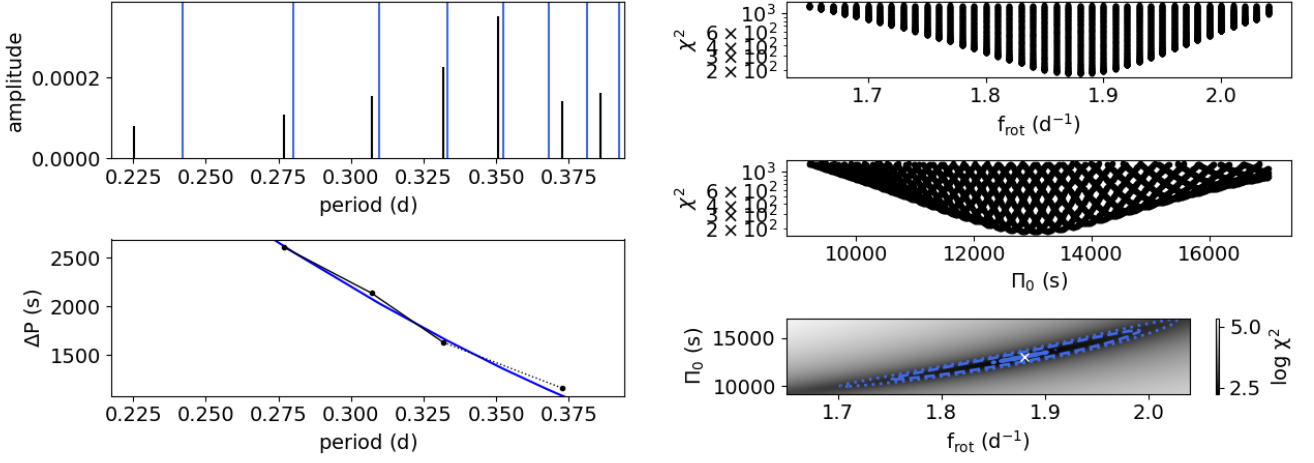 amplitude
0.0002
0.0000
0.225 0.250 0.275 0.300 0.325 0.350 0.375
period (d)
ΔP (s)
2500
2000
1500
0.225 0.250 0.275 0.300 0.325 0.350 0.375
period (d)
χ²
10³
6 × 10²
4 × 10²
3 × 10²
2 × 10²
1.7 1.8 1.9 2.0
f_rot (d⁻¹)
χ²
10³
6 × 10²
4 × 10²
3 × 10²
2 × 10²
10000 12000 14000 16000
Π₀ (s)
Π₀ (s)
15000
10000
1.7 1.8 1.9 2.0
f_rot (d⁻¹)
5.0
2.5
log χ²